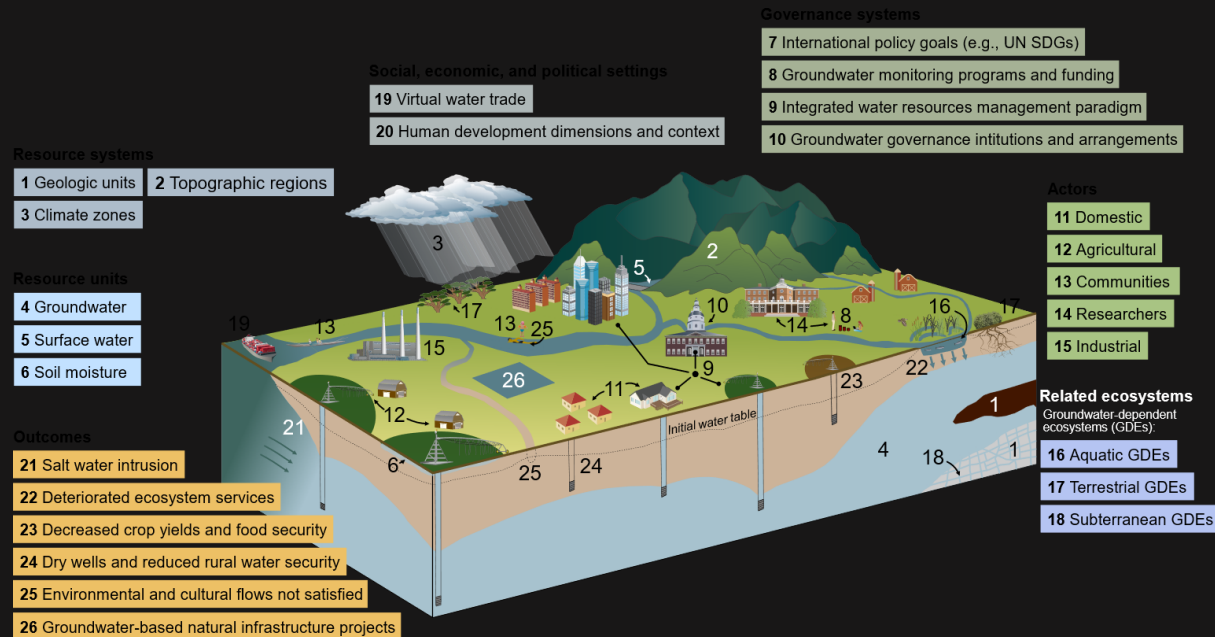 Governance systems
7 International policy goals (e.g., UN SDGs)
8 Groundwater monitoring programs and funding
9 Integrated water resources management paradigm
10 Groundwater governance intitutions and arrangements
Social, economic, and political settings
19 Virtual water trade
20 Human development dimensions and context
Resource systems
1 Geologic units
2 Topographic regions
3 Climate zones
Resource units
4 Groundwater
5 Surface water
6 Soil moisture
Actors
11 Domestic
12 Agricultural
13 Communities
14 Researchers
15 Industrial
Related ecosystems
Groundwater-dependent
ecosystems (GDEs):
16 Aquatic GDEs
17 Terrestrial GDEs
18 Subterranean GDEs
Outcomes
21 Salt water intrusion
22 Deteriorated ecosystem services
23 Decreased crop yields and food security
24 Dry wells and reduced rural water security
25 Environmental and cultural flows not satisfied
26 Groundwater-based natural infrastructure projects
3
2
5
17
10
16
17
19
13
13
25
8
14
15
9
22
23
26
11
12
21
Initial water table
1
6
25
24
4
18
1